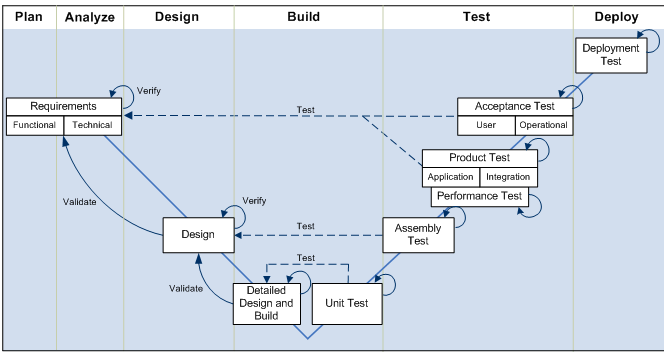 Plan Analyze Design Build Test Deploy
Deployment
Test
Verify
Requirements
Functional Technical
Test
Acceptance Test
User Operational
Product Test
Application Integration
Performance Test
Validate
Verify
Design
Test
Assembly
Test
Test
Validate
Detailed
Design and
Build
Unit Test